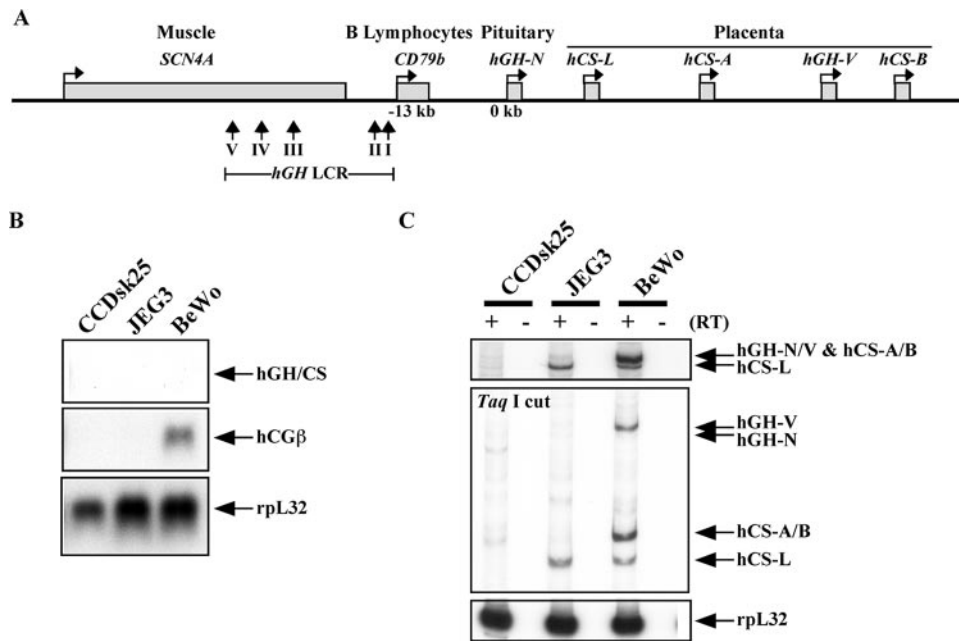 A
Muscle B Lymphocytes Pituitary Placenta
SCN4A CD79b hGH-N hCS-L hCS-A hGH-V hCS-B
-13 kb 0 kb
V IV III II I
hGH LCR
B
CCDsk25 JEG3 BeWo
hGH/CS
hCGβ
rpL32
C
CCDsk25 JEG3 BeWo
+ - + - + - (RT)
hGH-N/V & hCS-A/B
hCS-L
Taq I cut
hGH-V
hGH-N
hCS-A/B
hCS-L
rpL32